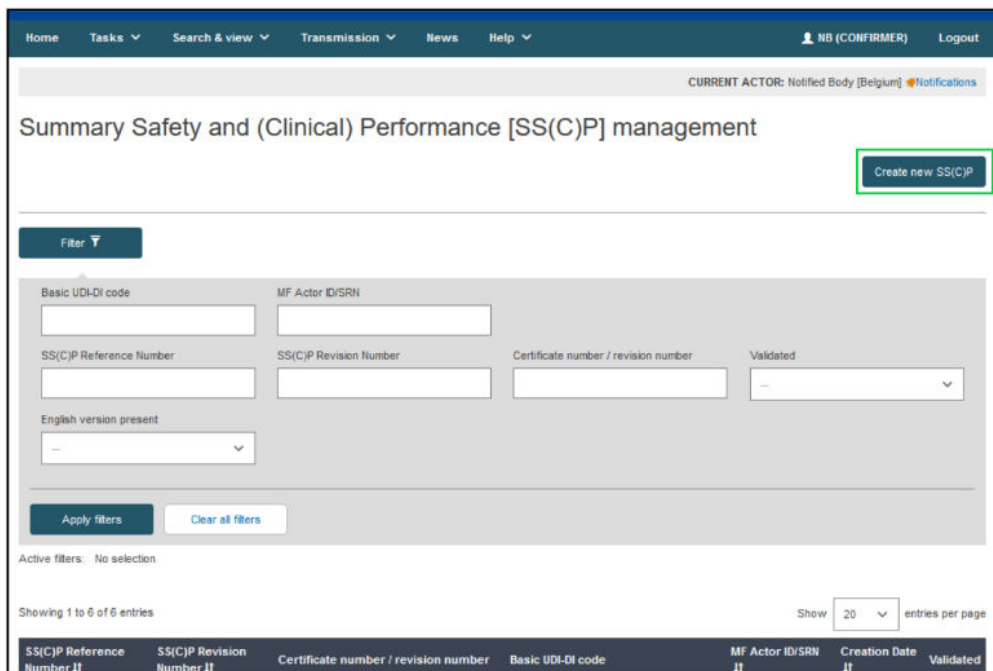 Home Tasks Search & view Transmission News Help NB (CONFIRMER) Logout
CURRENT ACTOR: Notified Body [Belgium] Notifications
Summary Safety and (Clinical) Performance [SS(C)P] management
Create new SS(C)P
Filter
Basic UDI-DI code MF Actor ID/SRN
SS(C)P Reference Number SS(C)P Revision Number Certificate number / revision number Validated
--
English version present
--
Apply filters Clear all filters
Active filters: No selection
Showing 1 to 6 of 6 entries Show 20 entries per page
SS(C)P Reference SS(C)P Revision Certificate number / revision number Basic UDI-DI code MF Actor ID/SRN Creation Date Validated
Number Number